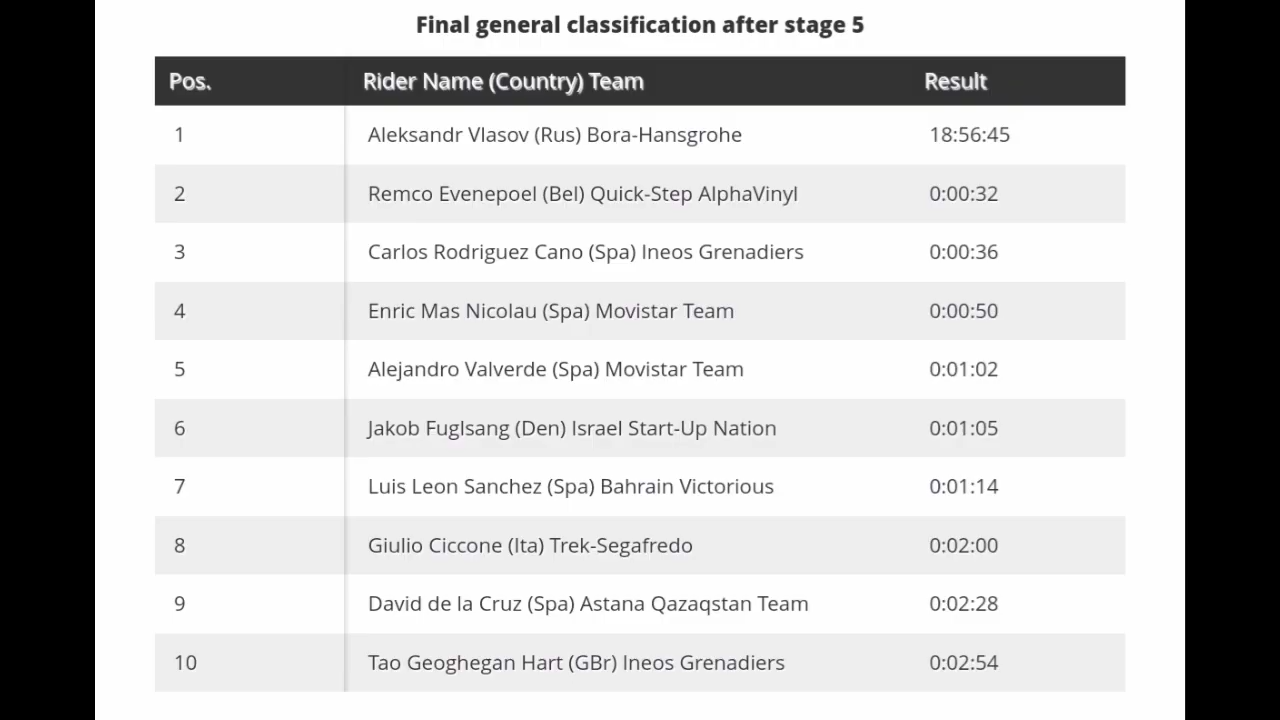 Final general classification after stage 5
Pos. Rider Name (Country) Team Result
1 Aleksandr Vlasov (Rus) Bora-Hansgrohe 18:56:45
2 Remco Evenepoel (Bel) Quick-Step AlphaVinyl 0:00:32
3 Carlos Rodriguez Cano (Spa) Ineos Grenadiers 0:00:36
4 Enric Mas Nicolau (Spa) Movistar Team 0:00:50
5 Alejandro Valverde (Spa) Movistar Team 0:01:02
6 Jakob Fuglsang (Den) Israel Start-Up Nation 0:01:05
7 Luis Leon Sanchez (Spa) Bahrain Victorious 0:01:14
8 Giulio Ciccone (Ita) Trek-Segafredo 0:02:00
9 David de la Cruz (Spa) Astana Qazaqstan Team 0:02:28
10 Tao Geoghegan Hart (GBr) Ineos Grenadiers 0:02:54